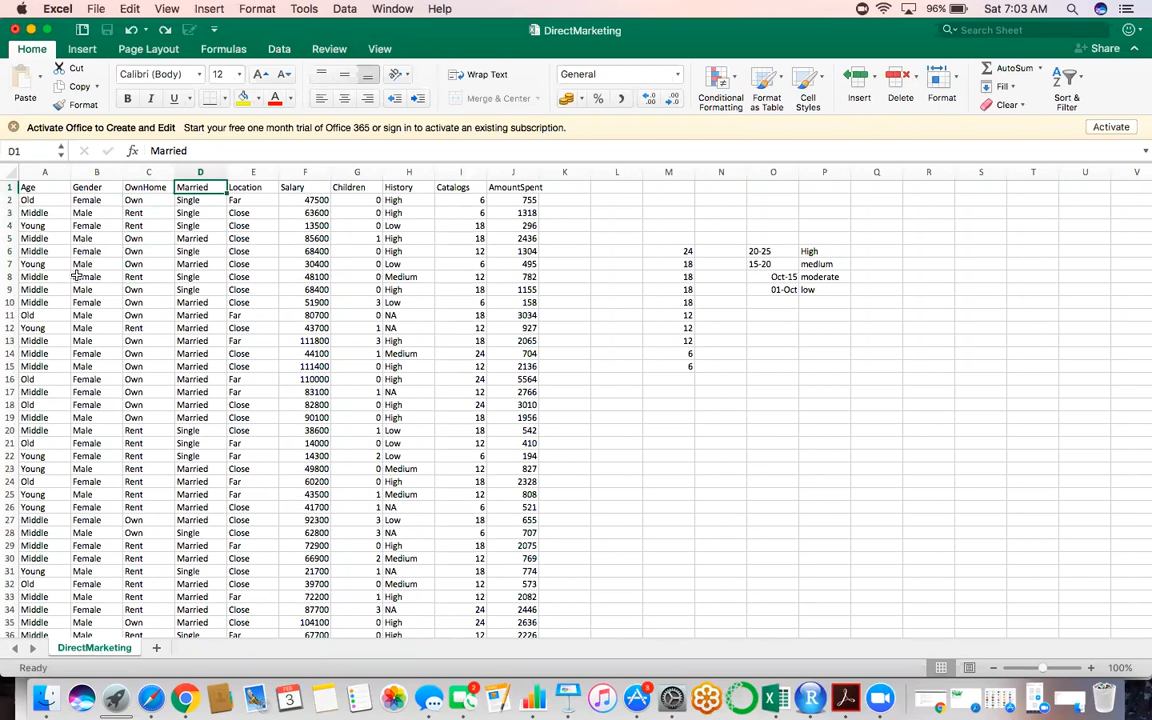 Excel File Edit View Insert Format Tools Data Window Help 96% Sat 7:03 AM
DirectMarketing Search Sheet
Home Insert Page Layout Formulas Data Review View Share
Cut Calibri (Body) 12 Wrap Text General AutoSum
Copy Fill
Paste Format B I U Merge & Center % Conditional Formatting Format as Table Cell Styles Insert Delete Format Clear Sort & Filter
Activate Office to Create and Edit Start your free one month trial of Office 365 or sign in to activate an existing subscription. Activate
D1 fx Married
A B C D E F G H I J K L M N O P Q R S T U V
1 Age Gender OwnHome Married Location Salary Children History Catalogs AmountSpent
2 Old Female Own Single Far 47500 0 High 6 755
3 Middle Male Rent Single Close 63600 0 High 6 1318
4 Young Female Rent Single Close 13500 0 Low 18 296
5 Middle Male Own Married Close 85600 1 High 18 2436
6 Middle Female Own Single Close 68400 0 High 12 1304 24 20-25 High
7 Young Male Own Married Close 30400 0 Low 6 495 18 15-20 medium
8 Middle Female Rent Single Close 48100 0 Medium 12 782 18 Oct-15 moderate
9 Middle Male Own Single Close 68400 0 High 18 1155 18 01-Oct low
10 Middle Female Own Married Close 51900 3 Low 6 158 18
11 Old Male Own Married Far 80700 0 NA 18 3034 12
12 Young Male Rent Married Close 43700 1 NA 12 927 12
13 Middle Male Own Married Close 111800 3 High 18 2065 12
14 Middle Female Own Married Close 44100 1 Medium 24 704 6
15 Middle Male Own Married Close 111400 0 High 18 2136 6
16 Old Female Own Married Far 110000 0 High 24 5564
17 Middle Female Own Married Far 83100 1 NA 12 2766
18 Old Female Own Married Close 82800 0 High 24 3010
19 Middle Male Own Married Close 90100 0 High 18 1956
20 Middle Male Rent Single Close 38600 1 Low 18 542
21 Old Female Own Single Far 14000 0 Low 12 410
22 Young Female Rent Single Close 14300 2 Low 6 194
23 Young Male Rent Married Close 49800 0 Medium 12 827
24 Old Female Rent Married Far 60200 0 High 18 2328
25 Young Male Rent Married Far 43500 1 Medium 12 808
26 Young Female Rent Married Close 41700 1 NA 6 521
27 Middle Male Own Married Close 92300 3 Low 18 655
28 Middle Male Own Single Close 62800 3 NA 6 707
29 Middle Female Rent Married Far 72900 0 High 18 2075
30 Middle Female Rent Married Close 66900 2 Medium 12 769
31 Young Male Rent Single Close 21700 1 NA 18 774
32 Old Male Rent Married Close 39700 0 Medium 12 573
33 Middle Male Rent Married Close 72200 1 High 12 2082
34 Middle Female Rent Married Close 87700 3 NA 24 2446
35 Middle Male Own Married Close 104100 0 High 24 2636
36 Middle Female Rent Single Far 67700 0 High 12 2226
DirectMarketing
Ready 100%